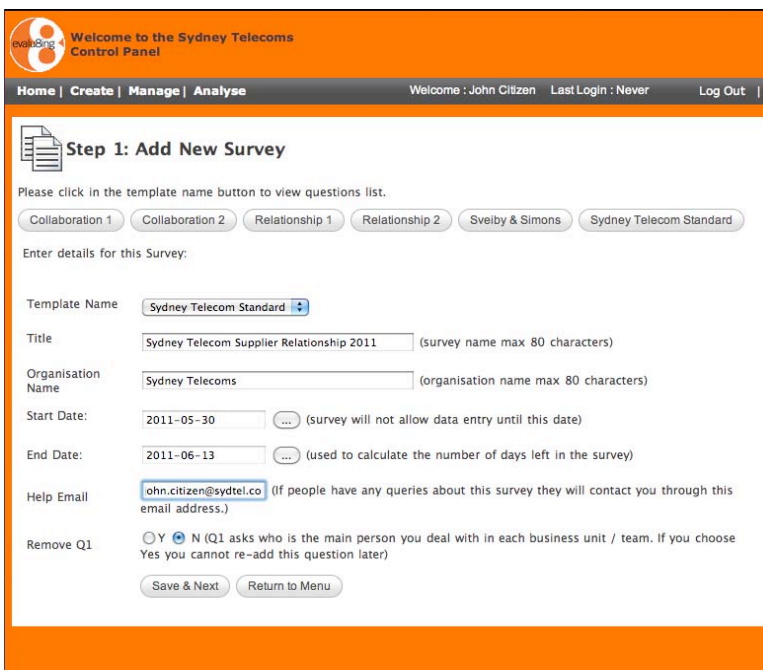 evalu8ing
Welcome to the Sydney Telecoms
Control Panel
Home | Create | Manage | Analyse Welcome : John Citizen Last Login : Never Log Out |
Step 1: Add New Survey
Please click in the template name button to view questions list.
Collaboration 1 Collaboration 2 Relationship 1 Relationship 2 Sveiby & Simons Sydney Telecom Standard
Enter details for this Survey:
Template Name Sydney Telecom Standard
Title Sydney Telecom Supplier Relationship 2011 (survey name max 80 characters)
Organisation
Name Sydney Telecoms (organisation name max 80 characters)
Start Date: 2011-05-30 ... (survey will not allow data entry until this date)
End Date: 2011-06-13 ... (used to calculate the number of days left in the survey)
Help Email ohn.citizen@sydtel.co (If people have any queries about this survey they will contact you through this
email address.)
Remove Q1 Y N (Q1 asks who is the main person you deal with in each business unit / team. If you choose
Yes you cannot re-add this question later)
Save & Next Return to Menu